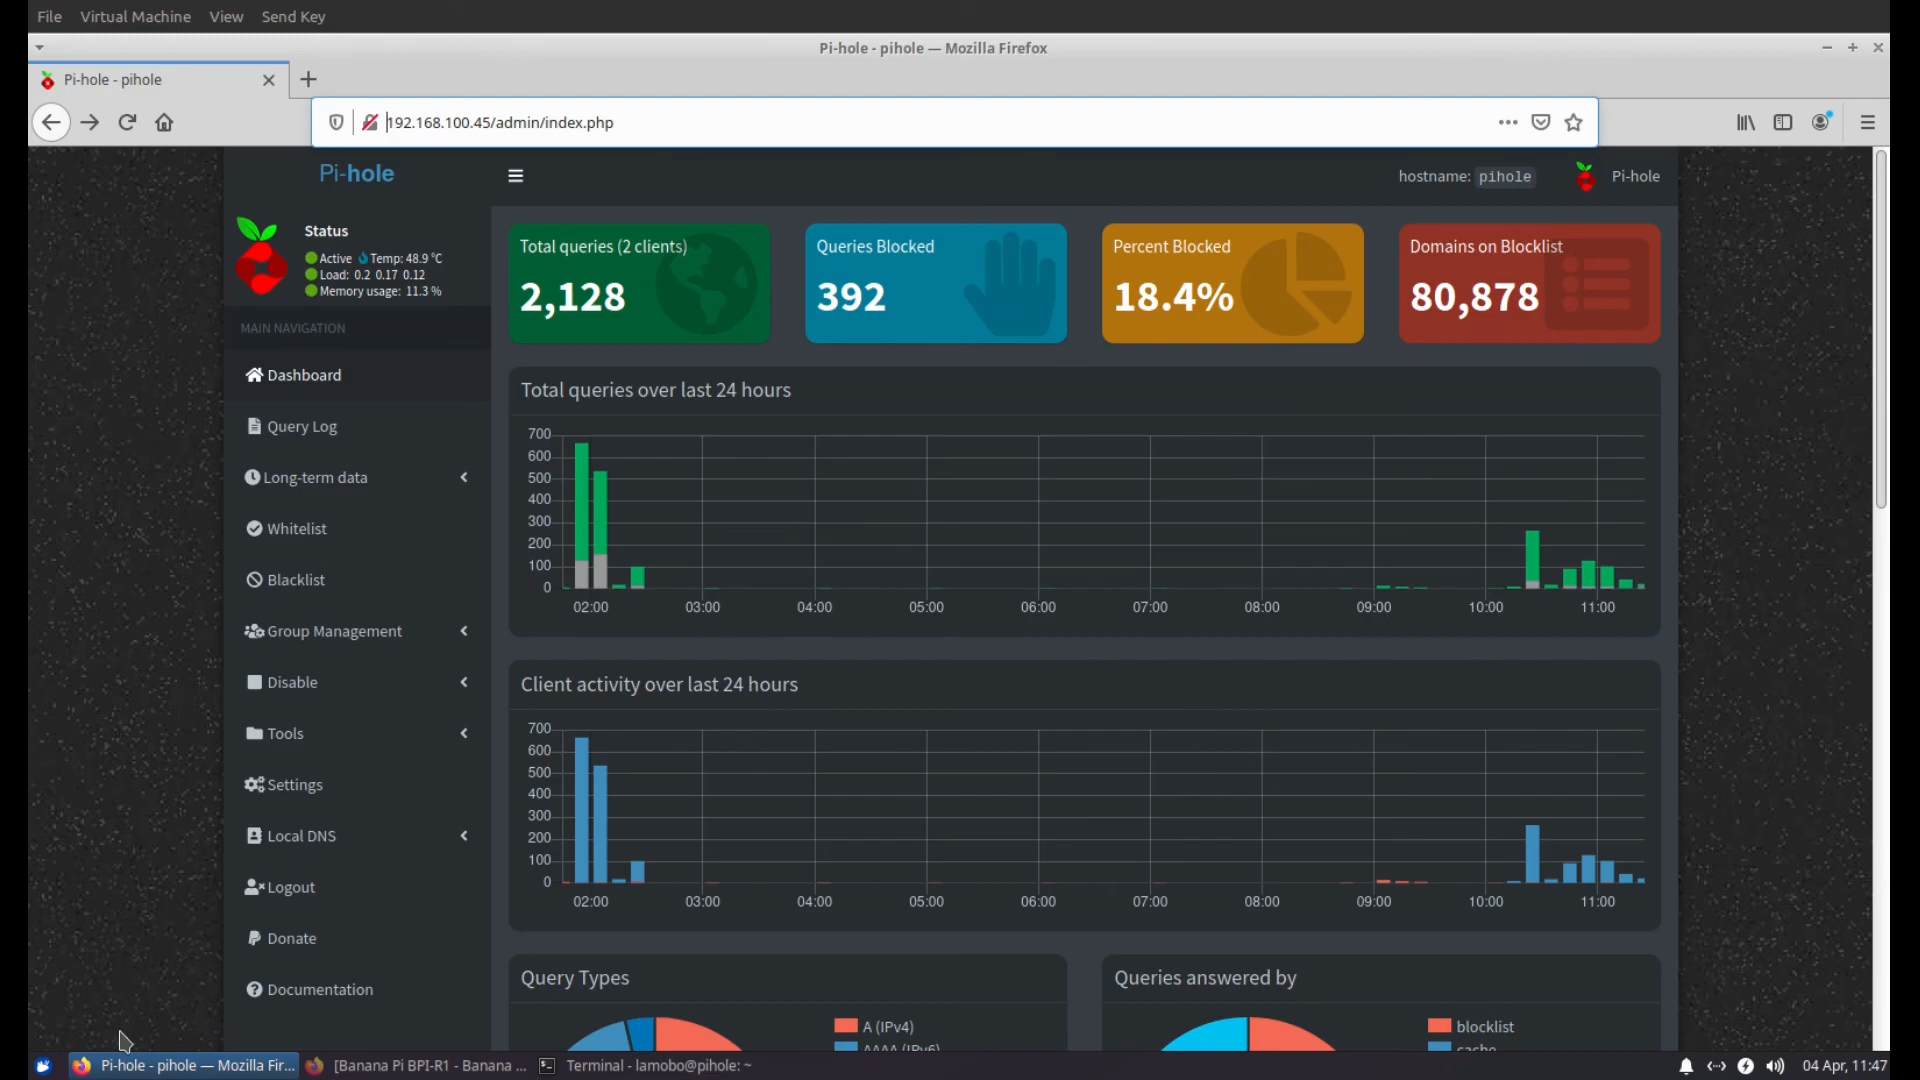 File Virtual Machine View Send Key
Pi-hole - pihole — Mozilla Firefox
Pi-hole - pihole
192.168.100.45/admin/index.php
Pi-hole
hostname: pihole
Pi-hole
Status
Active Temp: 48.9 °C
Load: 0.2 0.17 0.12
Memory usage: 11.3 %
MAIN NAVIGATION
Dashboard
Query Log
Long-term data
Whitelist
Blacklist
Group Management
Disable
Tools
Settings
Local DNS
Logout
Donate
Documentation
Total queries (2 clients)
2,128
Queries Blocked
392
Percent Blocked
18.4%
Domains on Blocklist
80,878
Total queries over last 24 hours
700
600
500
400
300
200
100
0
02:00 03:00 04:00 05:00 06:00 07:00 08:00 09:00 10:00 11:00
Client activity over last 24 hours
700
600
500
400
300
200
100
0
02:00 03:00 04:00 05:00 06:00 07:00 08:00 09:00 10:00 11:00
Query Types
A (IPv4)
AAAA (IPv6)
Queries answered by
blocklist
cache
Pi-hole - pihole — Mozilla Fir... [Banana Pi BPI-R1 - Banana ... Terminal - lamobo@pihole: ~ 04 Apr, 11:47